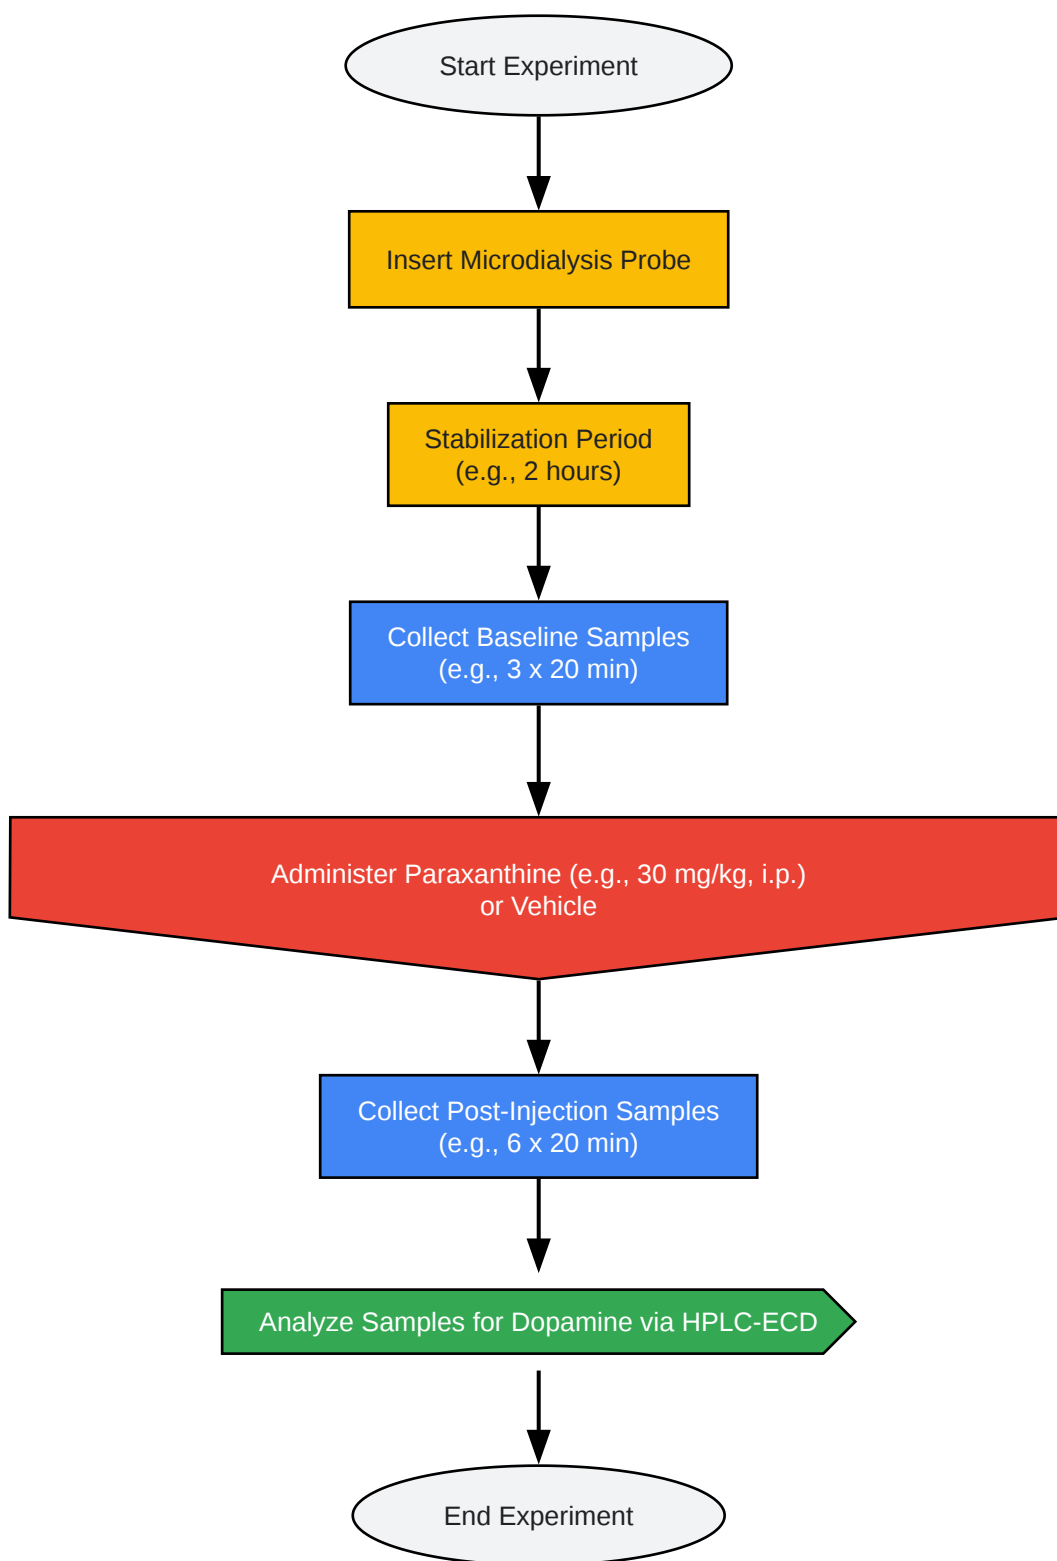 Start Experiment
Insert Microdialysis Probe
Stabilization Period
(e.g., 2 hours)
Collect Baseline Samples
(e.g., 3 x 20 min)
Administer Paraxanthine (e.g., 30 mg/kg, i.p.)
or Vehicle
Collect Post-Injection Samples
(e.g., 6 x 20 min)
Analyze Samples for Dopamine via HPLC-ECD
End Experiment